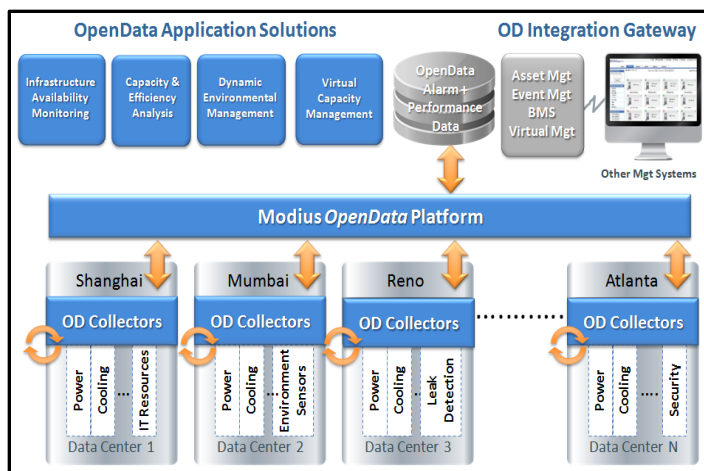 OpenData Application Solutions
OD Integration Gateway
Infrastructure
Availability
Monitoring
Capacity &
Efficiency
Analysis
Dynamic
Environmental
Management
Virtual
Capacity
Management
OpenData
Alarm +
Performance
Data
Asset Mgt
Event Mgt
BMS
Virtual Mgt
Other Mgt Systems
Modius OpenData Platform
Shanghai
OD Collectors
Power
Cooling
....
IT Resources
Data Center 1
Mumbai
OD Collectors
Power
Cooling
....
Environment
Sensors
Data Center 2
Reno
OD Collectors
Power
Cooling
....
Leak
Detection
Data Center 3
Atlanta
OD Collectors
Power
Cooling
....
Security
Data Center N